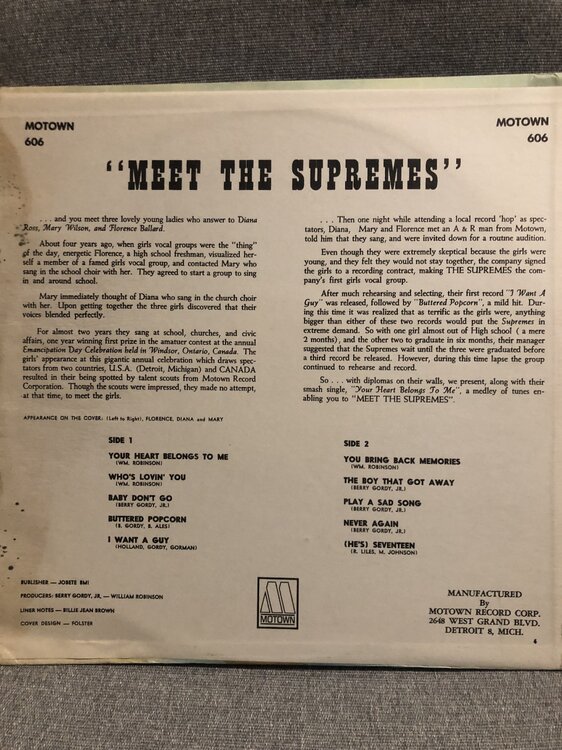 MOTOWN
606
MOTOWN
606
"MEET THE SUPREMES"
. . . and you meet three lovely young ladies who answer to Diana
Ross, Mary Wilson, and Florence Ballard.
About four years ago, when girls vocal groups were the "thing"
of the day, energetic Florence, a high school freshman, visualized her-
self a member of a famed girls vocal group, and contacted Mary who
sang in the school choir with her. They agreed to start a group to sing
in and around school.
Mary immediately thought of Diana who sang in the church choir
with her. Upon getting together the three girls discovered that their
voices blended perfectly.
For almost two years they sang at school, churches, and civic
affairs, one year winning first prize in the amatuer contest at the annual
Emancipation Day Celebration held in Windsor, Ontario, Canada. The
girls' appearance at this gigantic annual celebration which draws spec-
tators from two countries, U.S.A. (Detroit, Michigan) and CANADA
resulted in their being spotted by talent scouts from Motown Record
Corporation. Though the scouts were impressed, they made no attempt,
at that time, to meet the girls.
. . . Then one night while attending a local record 'hop' as spec-
tators, Diana, Mary and Florence met an A & R man from Motown,
told him that they sang, and were invited down for a routine audition.
Even though they were extremely skeptical because the girls were
young, and they felt they would not stay together, the company signed
the girls to a recording contract, making THE SUPREMES the com-
pany's first girls vocal group.
After much rehearsing and selecting, their first record "I Want A
Guy" was released, followed by "Buttered Popcorn", a mild hit. Dur-
ing this time it was realized that as terrific as the girls were, anything
bigger than either of these two records would put the Supremes in
extreme demand. So with one girl almost out of High school ( a mere
2 months), and the other two to graduate in six months, their manager
suggested that the Supremes wait until the three were graduated before
a third record be released. However, during this time lapse the group
continued to rehearse and record.
So . . . with diplomas on their walls, we present, along with their
smash single, "Your Heart Belongs To Me", a medley of tunes en-
abling you to "MEET THE SUPREMES".
APPEARANCE ON THE COVER: (Left to Right), FLORENCE, DIANA and MARY
SIDE 1
YOUR HEART BELONGS TO ME
(WM. ROBINSON)
WHO'S LOVIN' YOU
(WM. ROBINSON)
BABY DON'T GO
(BERRY GORDY, JR.)
BUTTERED POPCORN
(B. GORDY, B. ALES)
I WANT A GUY
(HOLLAND, GORDY, GORMAN)
SIDE 2
YOU BRING BACK MEMORIES
(WM. ROBINSON)
THE BOY THAT GOT AWAY
(BERRY GORDY, JR.)
PLAY A SAD SONG
(BERRY GORDY, JR.)
NEVER AGAIN
(BERRY GORDY, JR.)
(HE'S) SEVENTEEN
(R. LILES, M. JOHNSON)
BUBLISHER — JOBETE BMI
PRODUCERS: BERRY GORDY, JR. — WILLIAM ROBINSON
LINER NOTES — BILLIE JEAN BROWN
COVER DESIGN — FOLSTER
M
MOTOWN
MANUFACTURED
By
MOTOWN RECORD CORP.
2648 WEST GRAND BLVD.
DETROIT 8, MICH.
4